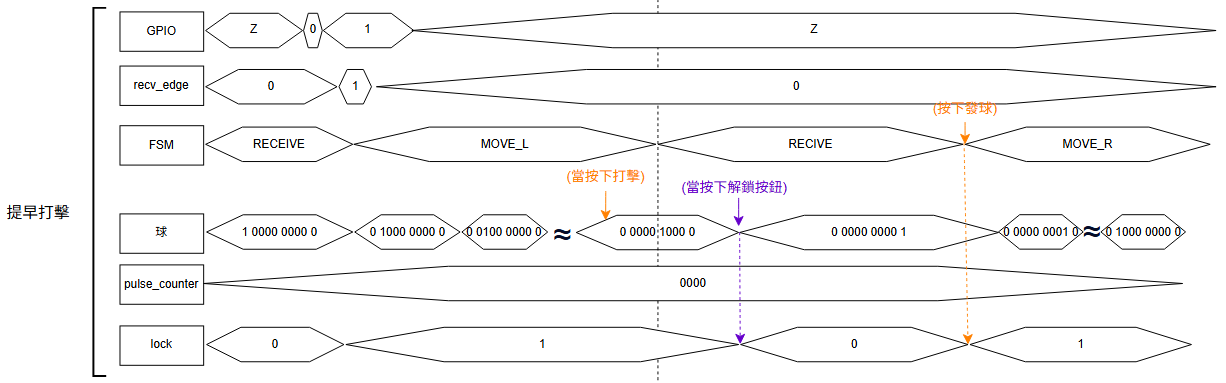 GPIO Z 0 1 Z
recv_edge 0 1 0
(按下發球)
FSM RECEIVE MOVE_L RECIVE MOVE_R
(當按下打擊) (當按下解鎖按鈕)
提早打擊
球 1 0000 0000 0 0 1000 0000 0 0 0100 0000 0 ≈ 0 0000 1000 0 0 0000 0000 1 0 0000 0001 0 ≈ 0 1000 0000 0
pulse_counter 0000
lock 0 1 0 1